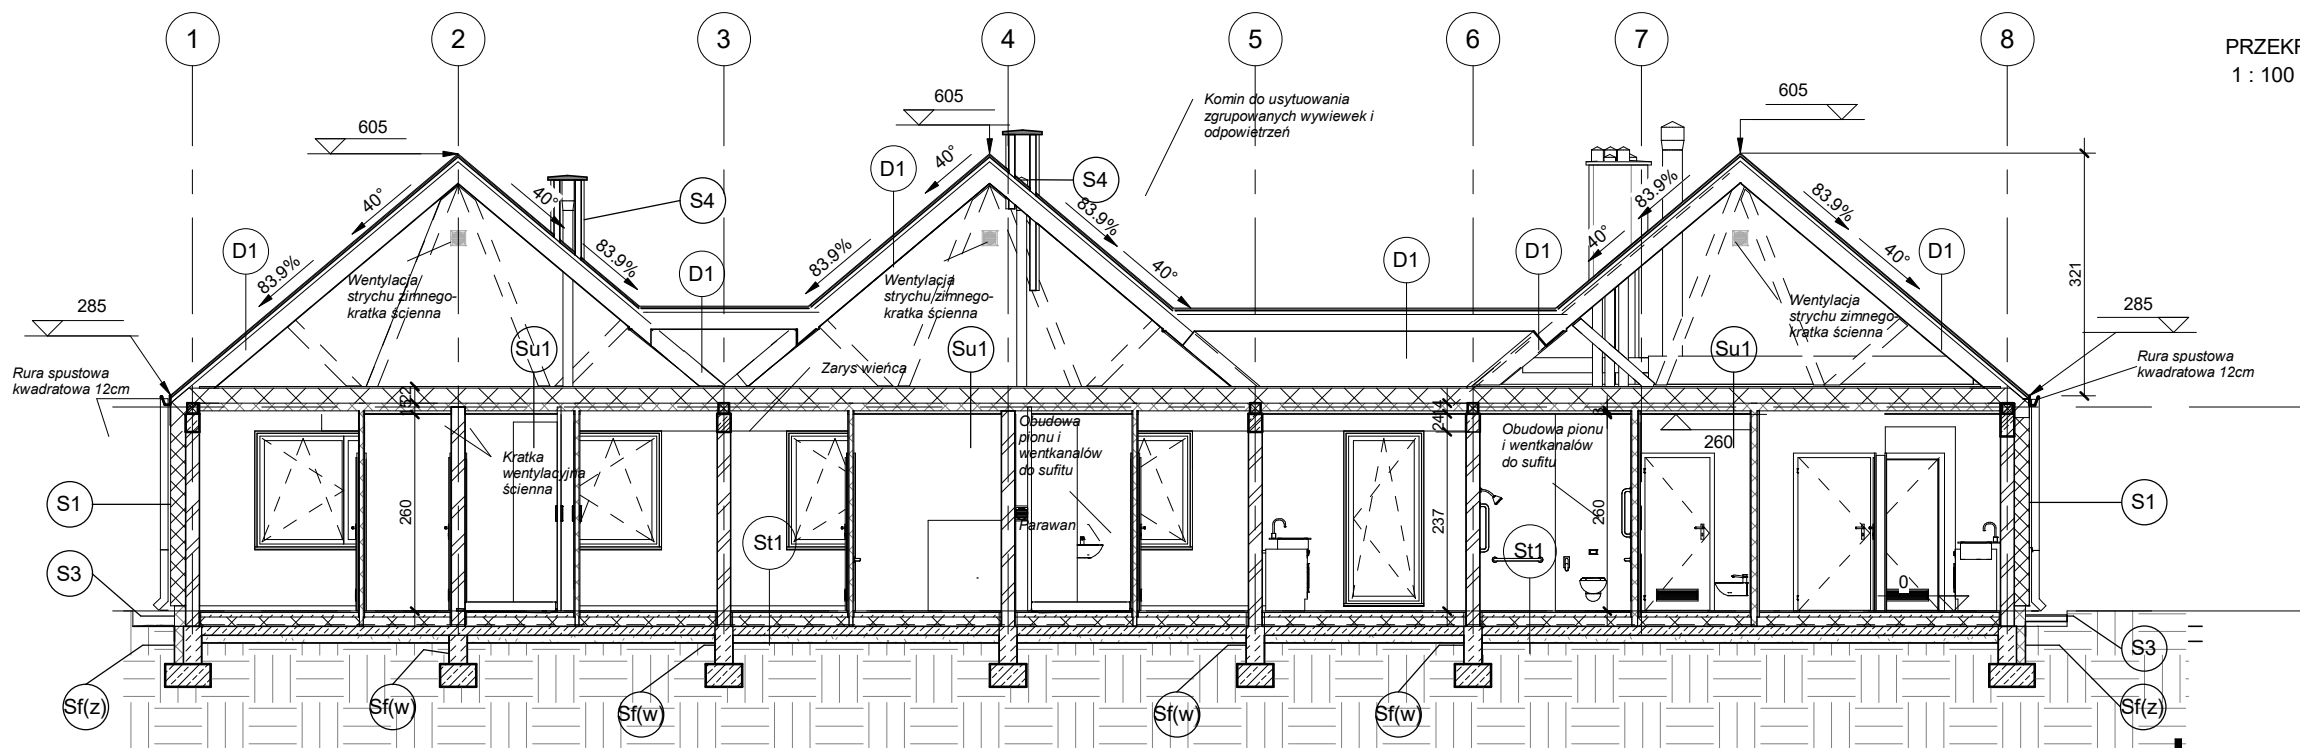 1 2 3 4 5 6 7 8
PRZEKR
1 : 100
605
605
605
Komin do usytuowania
zgrupowanych wywiewek i
odpowietrzeń
S4
S4
D1
D1
D1
D1
D1
D1
40°
83.9%
40°
83.9%
40°
83.9%
83.9%
40°
83.9%
40°
83.9%
40°
321
285
285
Wentylacja
strychu zimnego-
kratka ścienna
Wentylacja
strychu zimnego-
kratka ścienna
Wentylacja
strychu zimnego-
kratka ścienna
Su1
Su1
Su1
Zarys wieńca
Rura spustowa
kwadratowa 12cm
Rura spustowa
kwadratowa 12cm
Kratka
wentylacyjna
ścienna
Obudowa
pionu i
wentkanałów
do sufitu
Parawan
Obudowa pionu
i wentkanałów
do sufitu
260
260
260
237
24
14
3
0
S1
S1
S3
S3
St1
St1
Sf(z)
Sf(w)
Sf(w)
Sf(w)
Sf(w)
Sf(z)